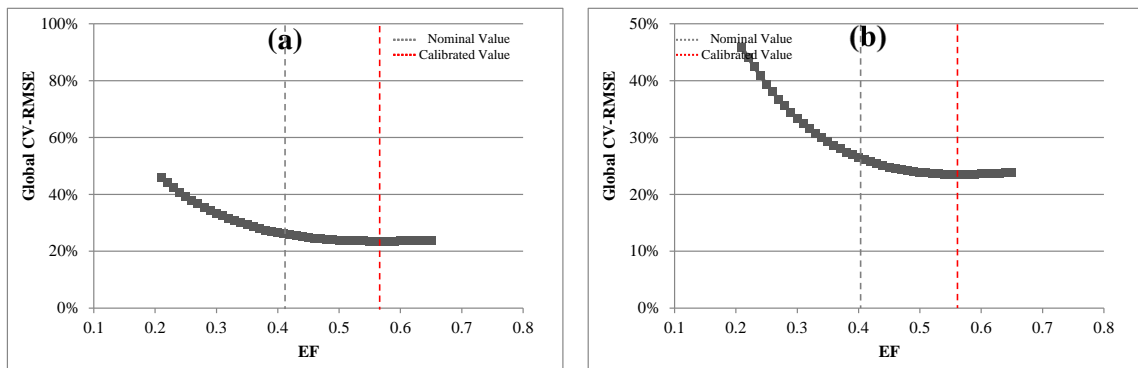 100%
80%
60%
40%
20%
0%
Global CV-RMSE
(a)
Nominal Value
Calibrated Value
0.1 0.2 0.3 0.4 0.5 0.6 0.7 0.8
EF
50%
40%
30%
20%
10%
0%
Global CV-RMSE
(b)
Nominal Value
Calibrated Value
0.1 0.2 0.3 0.4 0.5 0.6 0.7 0.8
EF